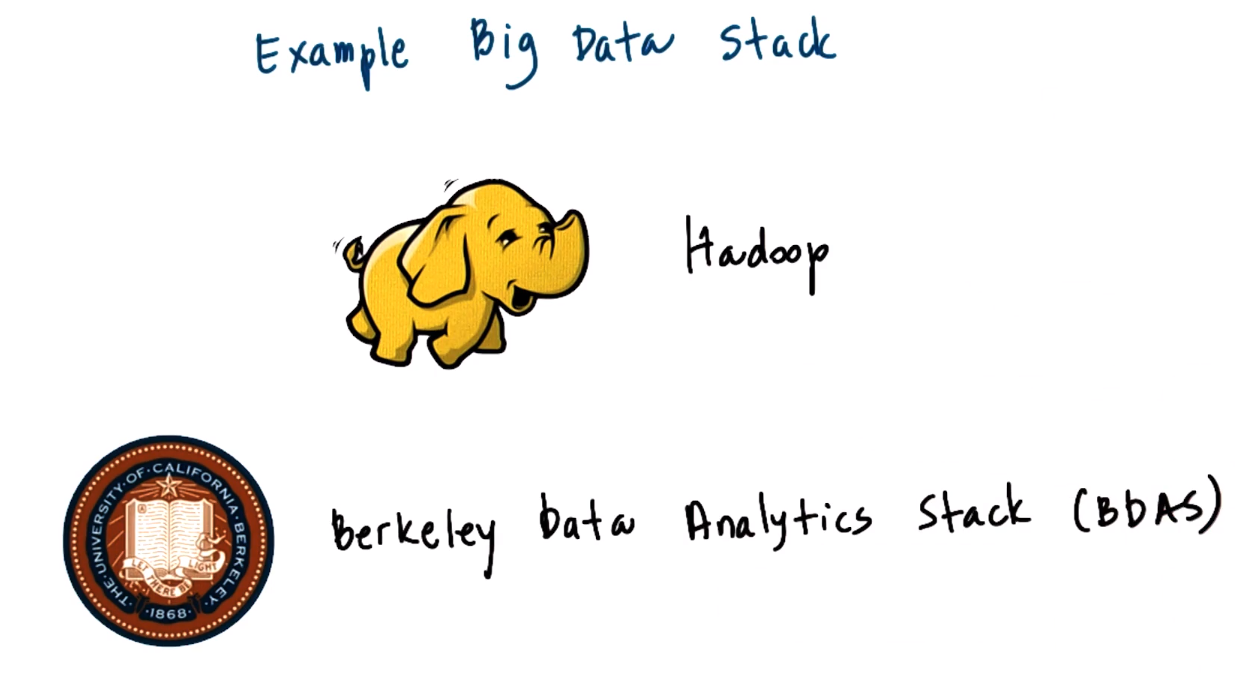 Example Big Data Stack
Hadoop
THE·UNIVERSITY·OF·CALIFORNIA·BERKELEY·
A
LET THERE BE LIGHT
·1868·
Berkeley Data Analytics Stack (BDAS)